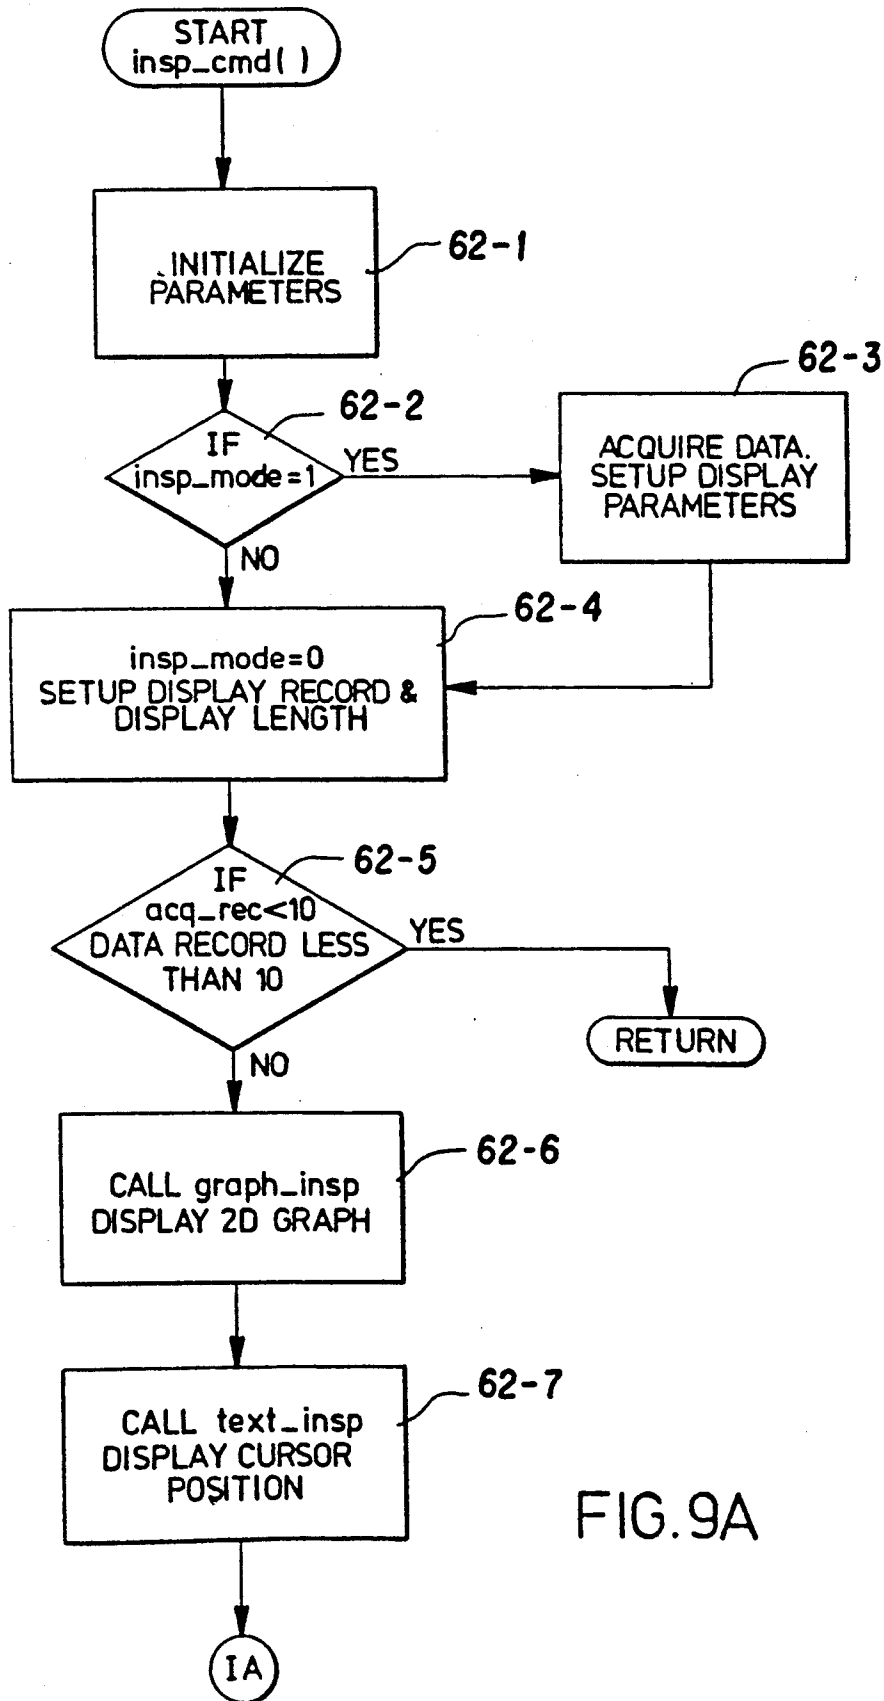 START
insp_cmd( )
62-1
INITIALIZE
PARAMETERS
62-2
IF
insp_mode=1
YES
NO
62-3
ACQUIRE DATA.
SETUP DISPLAY
PARAMETERS
62-4
insp_mode=0
SETUP DISPLAY RECORD &
DISPLAY LENGTH
62-5
IF
acq_rec<10
DATA RECORD LESS
THAN 10
YES
RETURN
NO
62-6
CALL graph_insp
DISPLAY 2D GRAPH
62-7
CALL text_insp
DISPLAY CURSOR
POSITION
FIG. 9A
IA